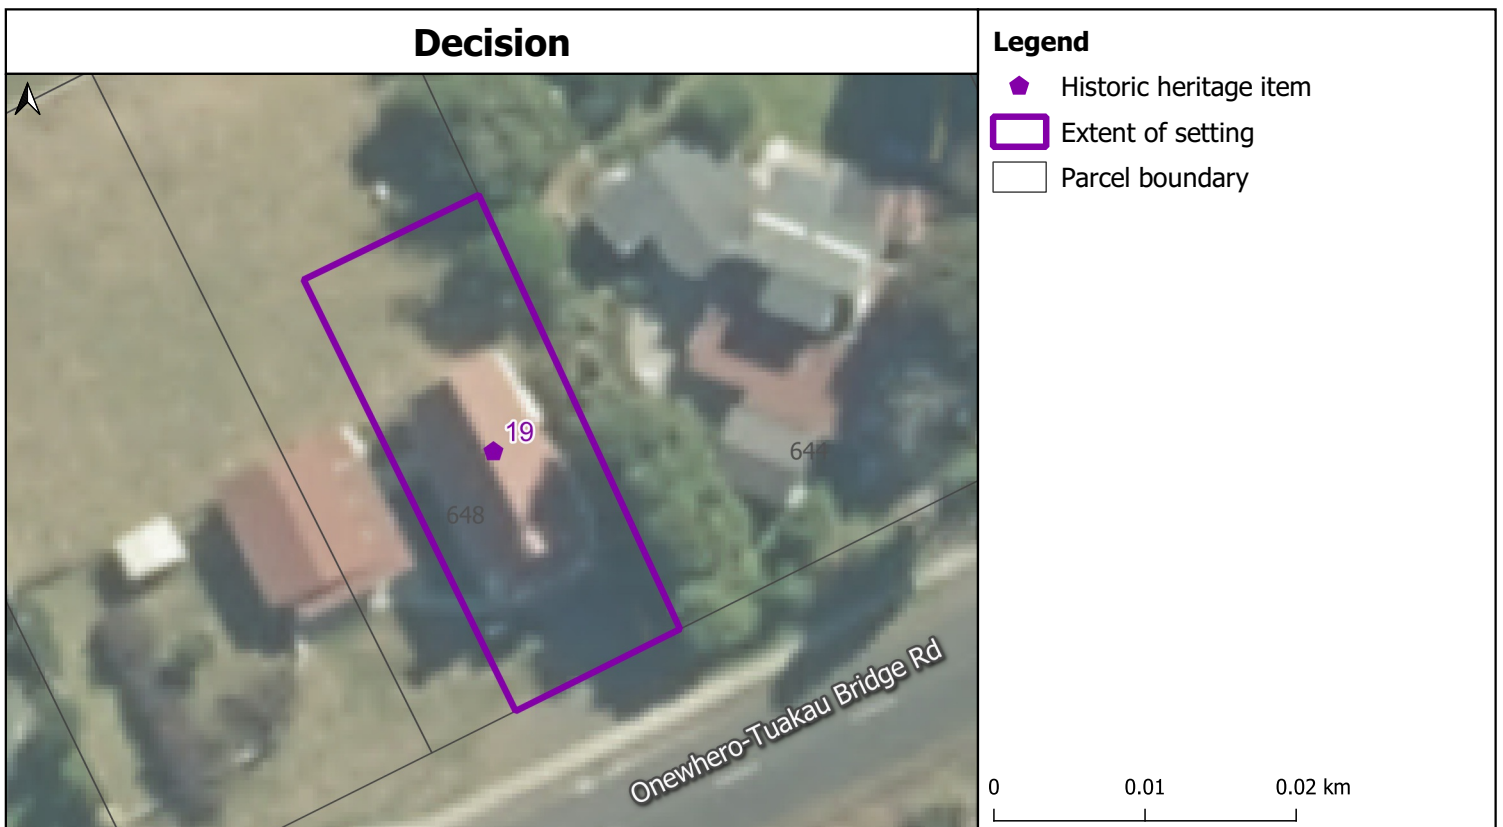 Decision
Legend
Historic heritage item
Extent of setting
Parcel boundary
19
648
Onewhero-Tuakau Bridge Rd
0 0.01 0.02 km